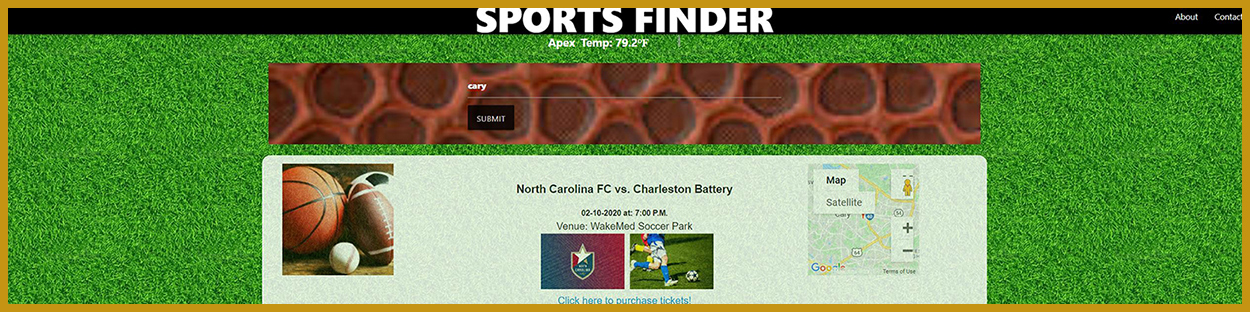 SPORTS FINDER
About Contact
Apex Temp: 79.2°F
cary
SUBMIT
North Carolina FC vs. Charleston Battery
02-10-2020 at: 7:00 P.M.
Venue: WakeMed Soccer Park
Click here to purchase tickets!
Map
Satellite
Cary
54
64
Google
Terms of Use